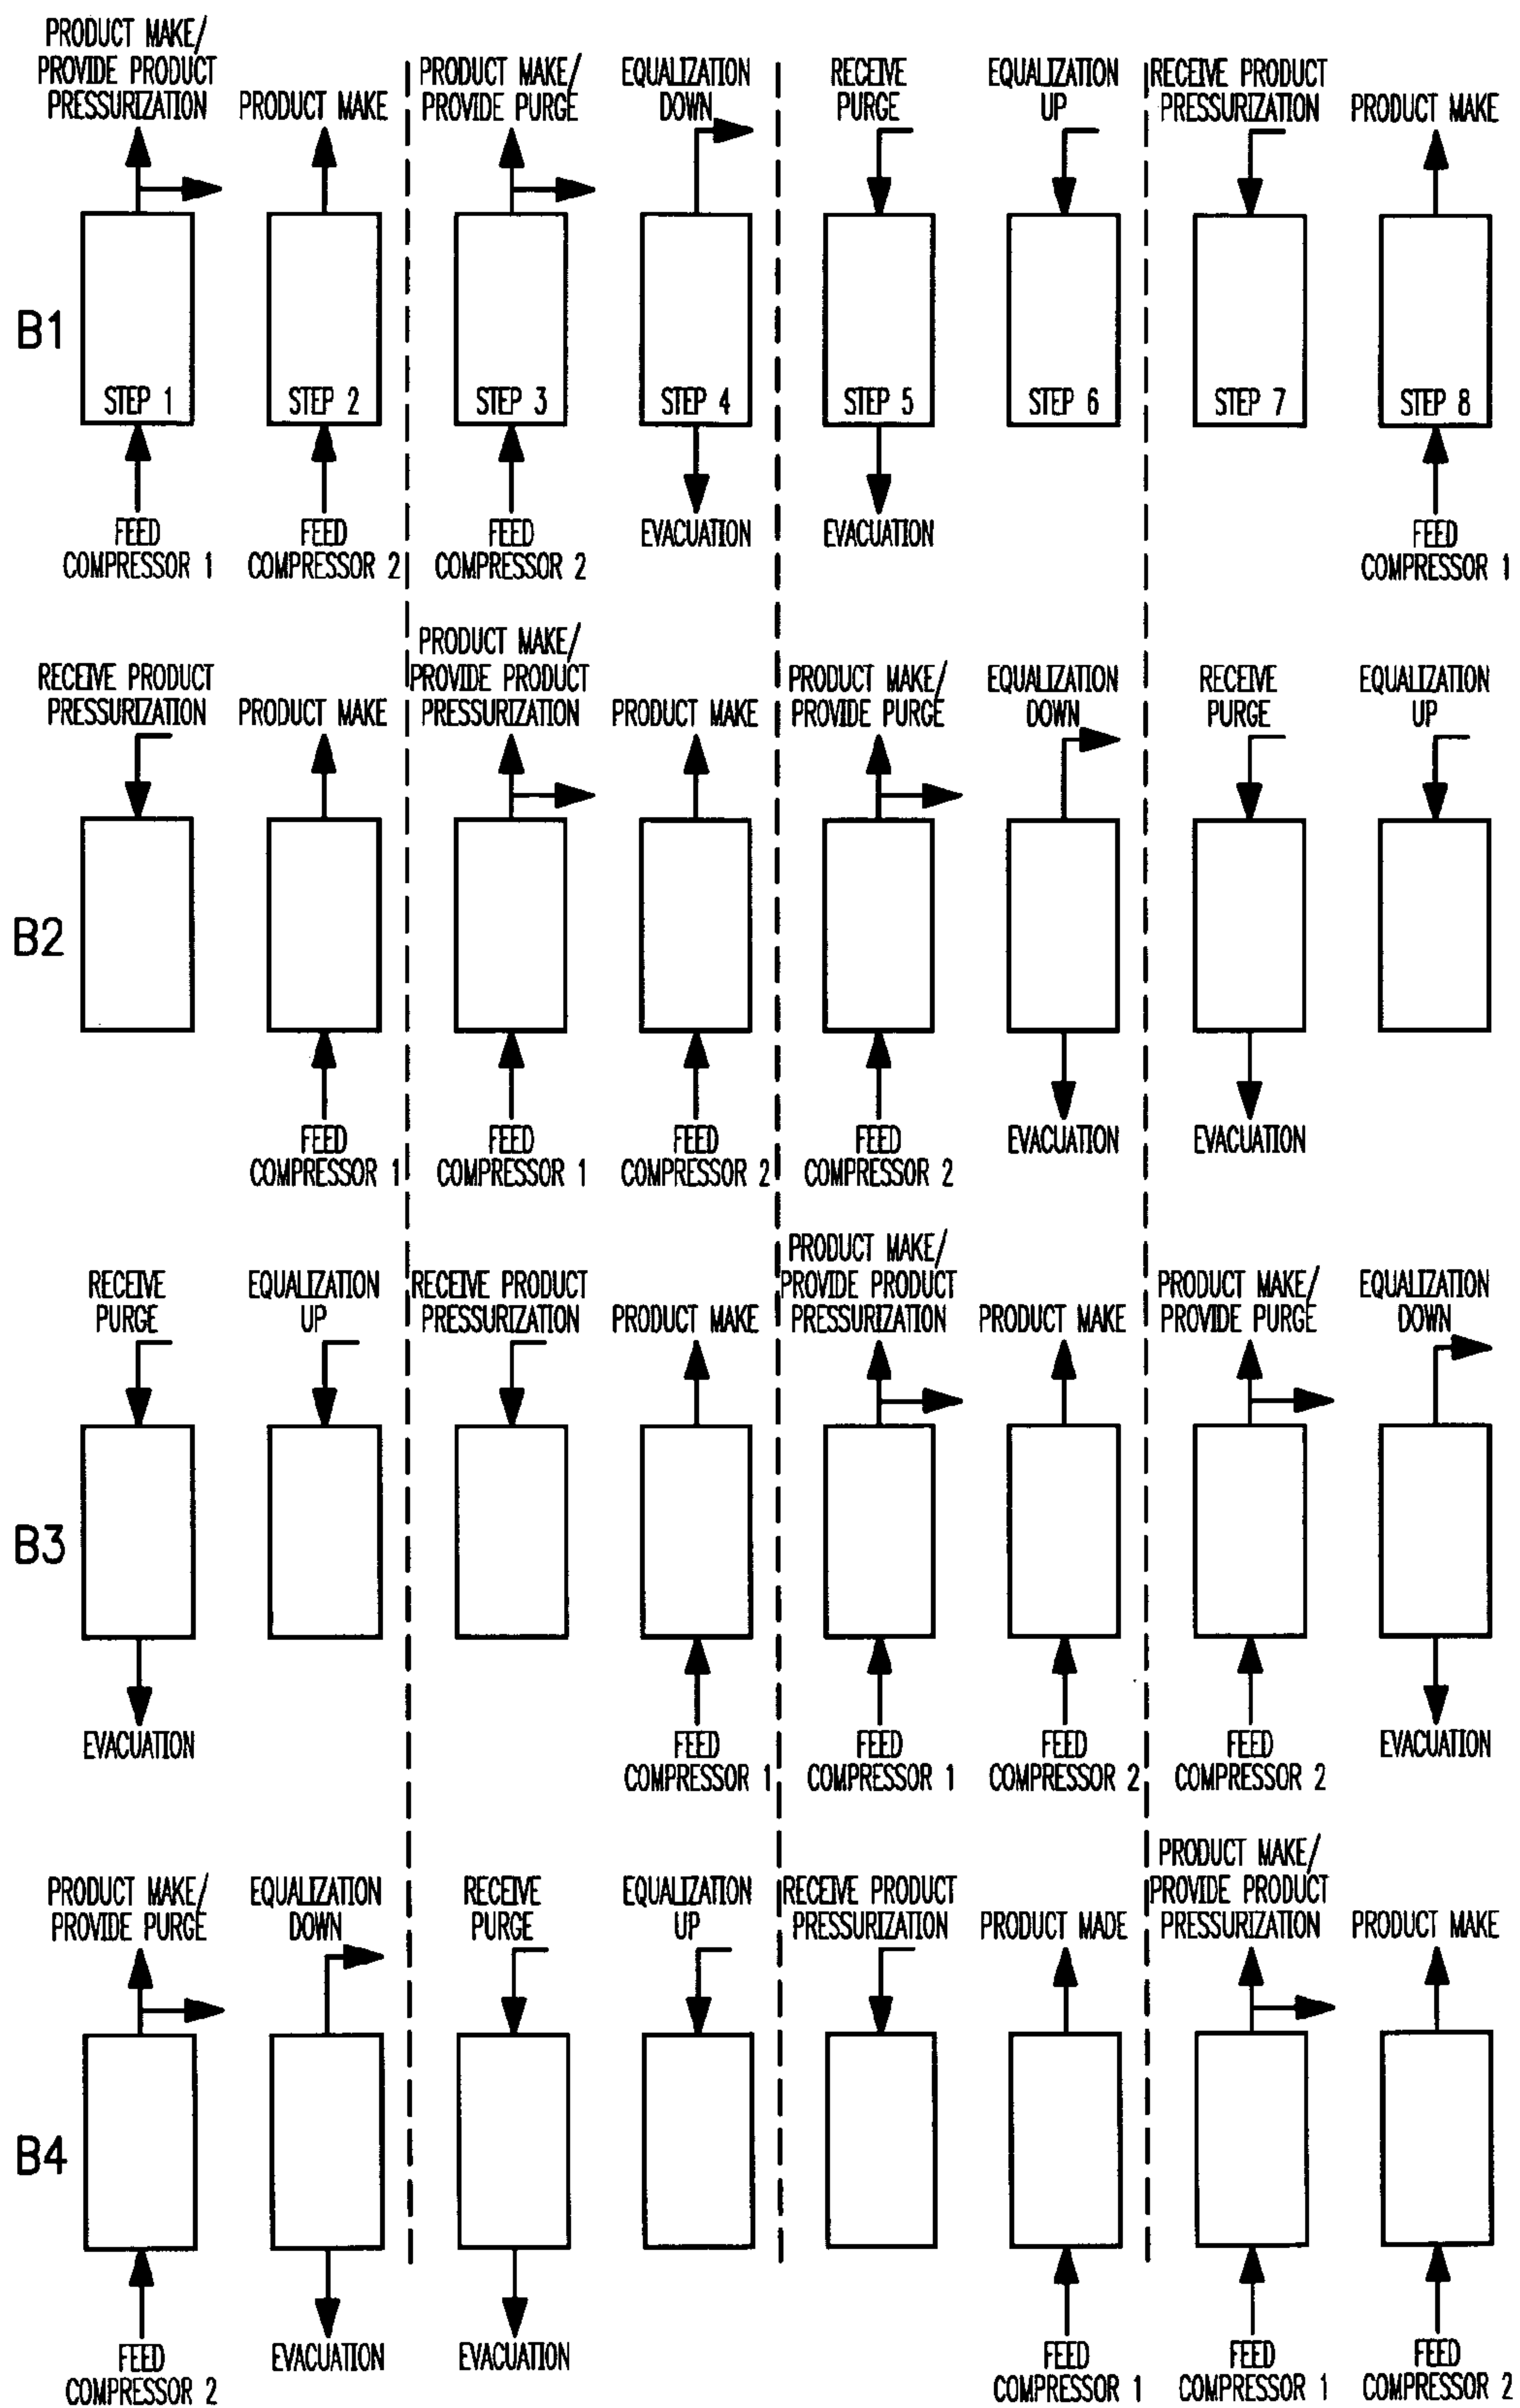 PRODUCT MAKE/
PROVIDE PRODUCT
PRESSURIZATION
PRODUCT MAKE
PRODUCT MAKE/
PROVIDE PURGE
EQUALIZATION
DOWN
RECEIVE
PURGE
EQUALIZATION
UP
RECEIVE PRODUCT
PRESSURIZATION
PRODUCT MAKE
B1
STEP 1
STEP 2
STEP 3
STEP 4
STEP 5
STEP 6
STEP 7
STEP 8
FEED
COMPRESSOR 1
FEED
COMPRESSOR 2
FEED
COMPRESSOR 2
EVACUATION
EVACUATION
FEED
COMPRESSOR 1
RECEIVE PRODUCT
PRESSURIZATION
PRODUCT MAKE
PRODUCT MAKE/
PROVIDE PRODUCT
PRESSURIZATION
PRODUCT MAKE
PRODUCT MAKE/
PROVIDE PURGE
EQUALIZATION
DOWN
RECEIVE
PURGE
EQUALIZATION
UP
B2
FEED
COMPRESSOR 1
FEED
COMPRESSOR 1
FEED
COMPRESSOR 2
FEED
COMPRESSOR 2
EVACUATION
EVACUATION
RECEIVE
PURGE
EQUALIZATION
UP
RECEIVE PRODUCT
PRESSURIZATION
PRODUCT MAKE
PRODUCT MAKE/
PROVIDE PRODUCT
PRESSURIZATION
PRODUCT MAKE
PRODUCT MAKE/
PROVIDE PURGE
EQUALIZATION
DOWN
B3
EVACUATION
FEED
COMPRESSOR 1
FEED
COMPRESSOR 1
FEED
COMPRESSOR 2
FEED
COMPRESSOR 2
EVACUATION
PRODUCT MAKE/
PROVIDE PURGE
EQUALIZATION
DOWN
RECEIVE
PURGE
EQUALIZATION
UP
RECEIVE PRODUCT
PRESSURIZATION
PRODUCT MADE
PRODUCT MAKE/
PROVIDE PRODUCT
PRESSURIZATION
PRODUCT MAKE
B4
FEED
COMPRESSOR 2
EVACUATION
EVACUATION
FEED
COMPRESSOR 1
FEED
COMPRESSOR 1
FEED
COMPRESSOR 2